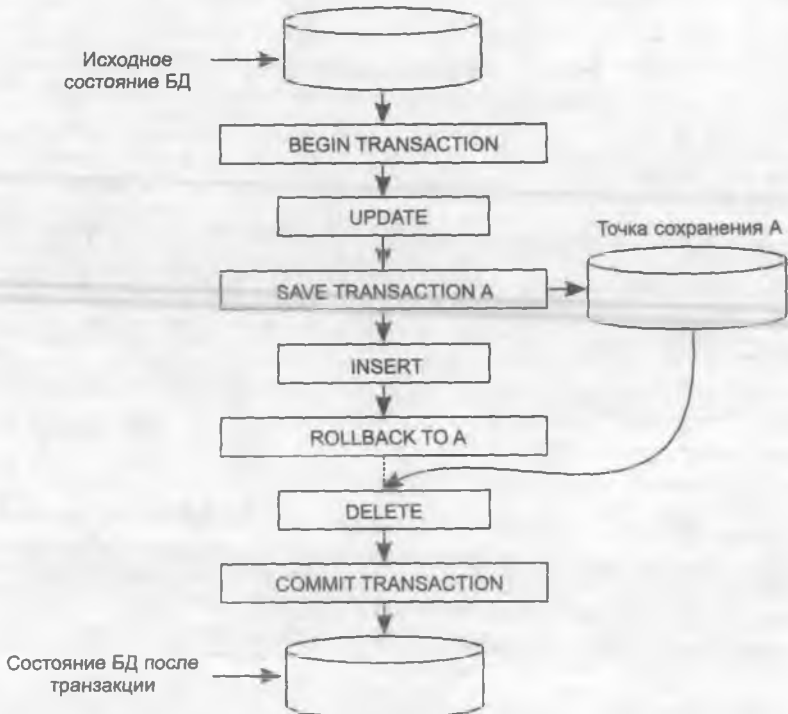 Исходное
состояние БД
BEGIN TRANSACTION
UPDATE
Точка сохранения А
SAVE TRANSACTION A
INSERT
ROLLBACK TO A
DELETE
COMMIT TRANSACTION
Состояние БД после
транзакции